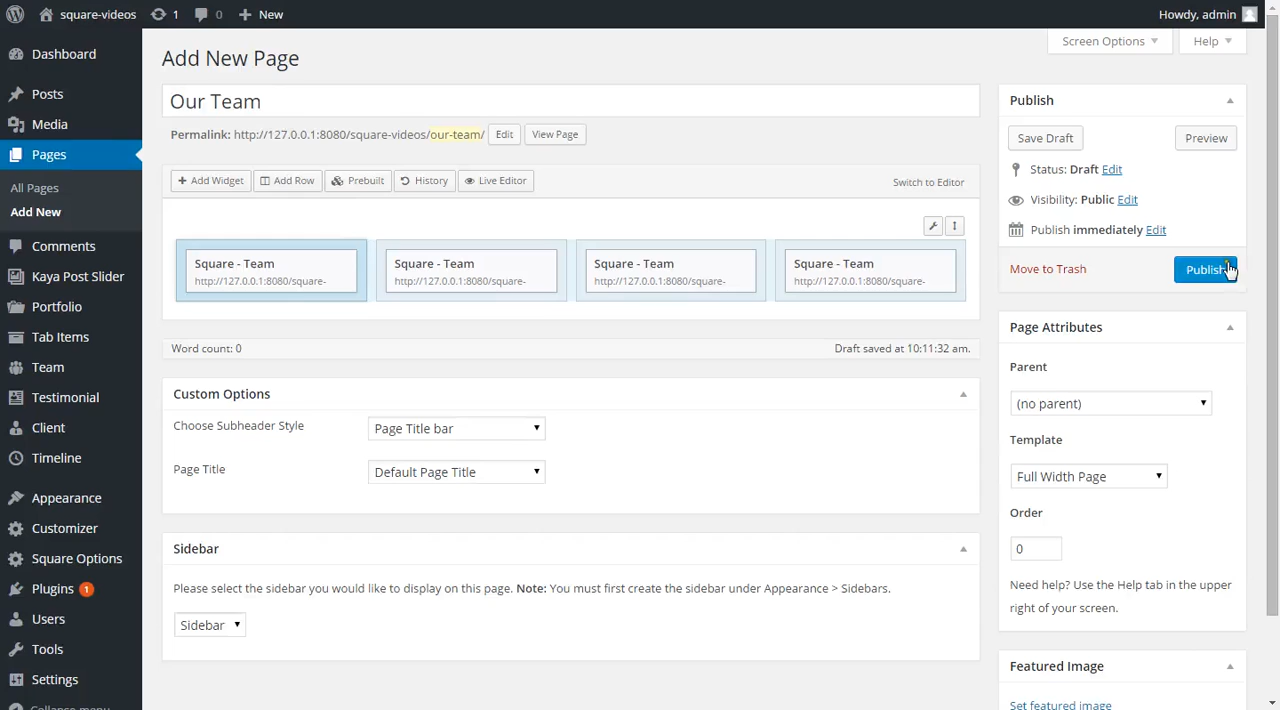 square-videos 1 0 New
Howdy, admin
Dashboard
Posts
Media
Pages
All Pages
Add New
Comments
Kaya Post Slider
Portfolio
Tab Items
Team
Testimonial
Client
Timeline
Appearance
Customizer
Square Options
Plugins 1
Users
Tools
Settings
Collapse menu
Screen Options
Help
Add New Page
Our Team
Permalink: http://127.0.0.1:8080/square-videos/our-team/ Edit View Page
Add Widget Add Row Prebuilt History Live Editor Switch to Editor
Square - Team Square - Team Square - Team Square - Team
http://127.0.0.1:8080/square- http://127.0.0.1:8080/square- http://127.0.0.1:8080/square- http://127.0.0.1:8080/square-
Word count: 0 Draft saved at 10:11:32 am.
Custom Options
Choose Subheader Style Page Title bar
Page Title Default Page Title
Sidebar
Please select the sidebar you would like to display on this page. Note: You must first create the sidebar under Appearance > Sidebars.
Sidebar
Publish
Save Draft Preview
Status: Draft Edit
Visibility: Public Edit
Publish immediately Edit
Move to Trash Publish
Page Attributes
Parent
(no parent)
Template
Full Width Page
Order
0
Need help? Use the Help tab in the upper
right of your screen.
Featured Image
Set featured image